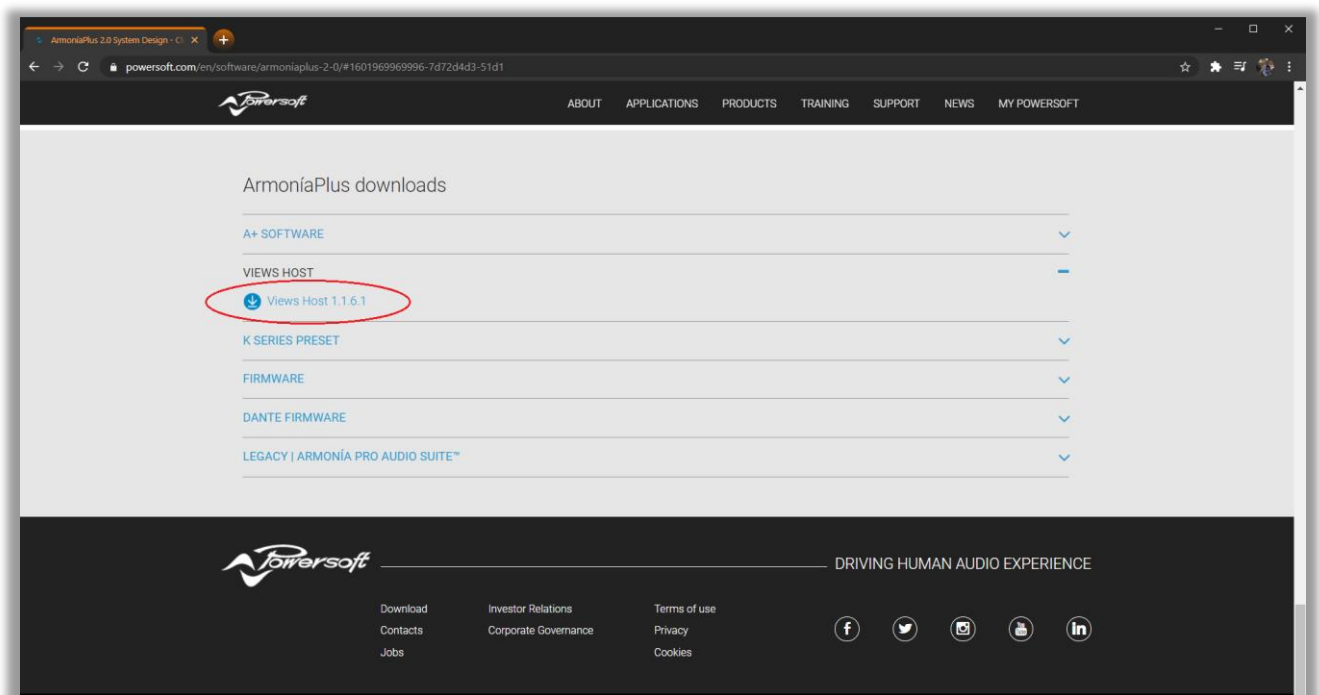 ArmoníaPlus 2.0 System Design - Cl
powersoft.com/en/software/armoniaplus-2-0/#1601969969996-7d72d4d3-51d1
Powersoft
ABOUT APPLICATIONS PRODUCTS TRAINING SUPPORT NEWS MY POWERSOFT
ArmoníaPlus downloads
A+ SOFTWARE
VIEWS HOST
Views Host 1.1.6.1
K SERIES PRESET
FIRMWARE
DANTE FIRMWARE
LEGACY | ARMONÍA PRO AUDIO SUITE™
Powersoft DRIVING HUMAN AUDIO EXPERIENCE
Download Investor Relations Terms of use
Contacts Corporate Governance Privacy
Jobs Cookies